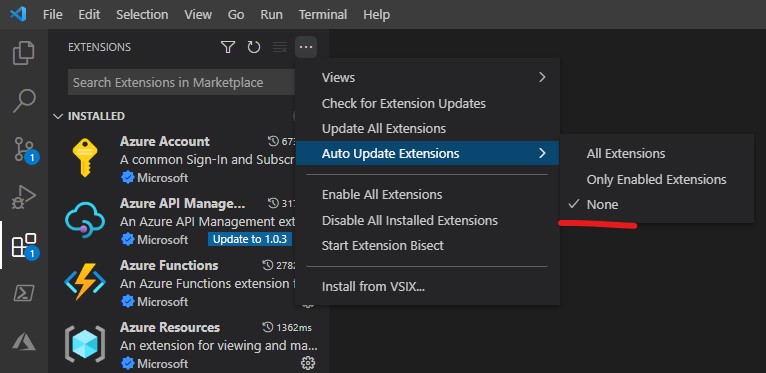 File Edit Selection View Go Run Terminal Help
EXTENSIONS
Search Extensions in Marketplace
INSTALLED
Azure Account 673
A common Sign-In and Subscr
Microsoft
Azure API Manage... 317
An Azure API Management ext
Microsoft Update to 1.0.3
Azure Functions 278
An Azure Functions extension f
Microsoft
Azure Resources 1362ms
An extension for viewing and ma...
Microsoft
1
1
Views
Check for Extension Updates
Update All Extensions
Auto Update Extensions
Enable All Extensions
Disable All Installed Extensions
Start Extension Bisect
Install from VSIX...
All Extensions
Only Enabled Extensions
None